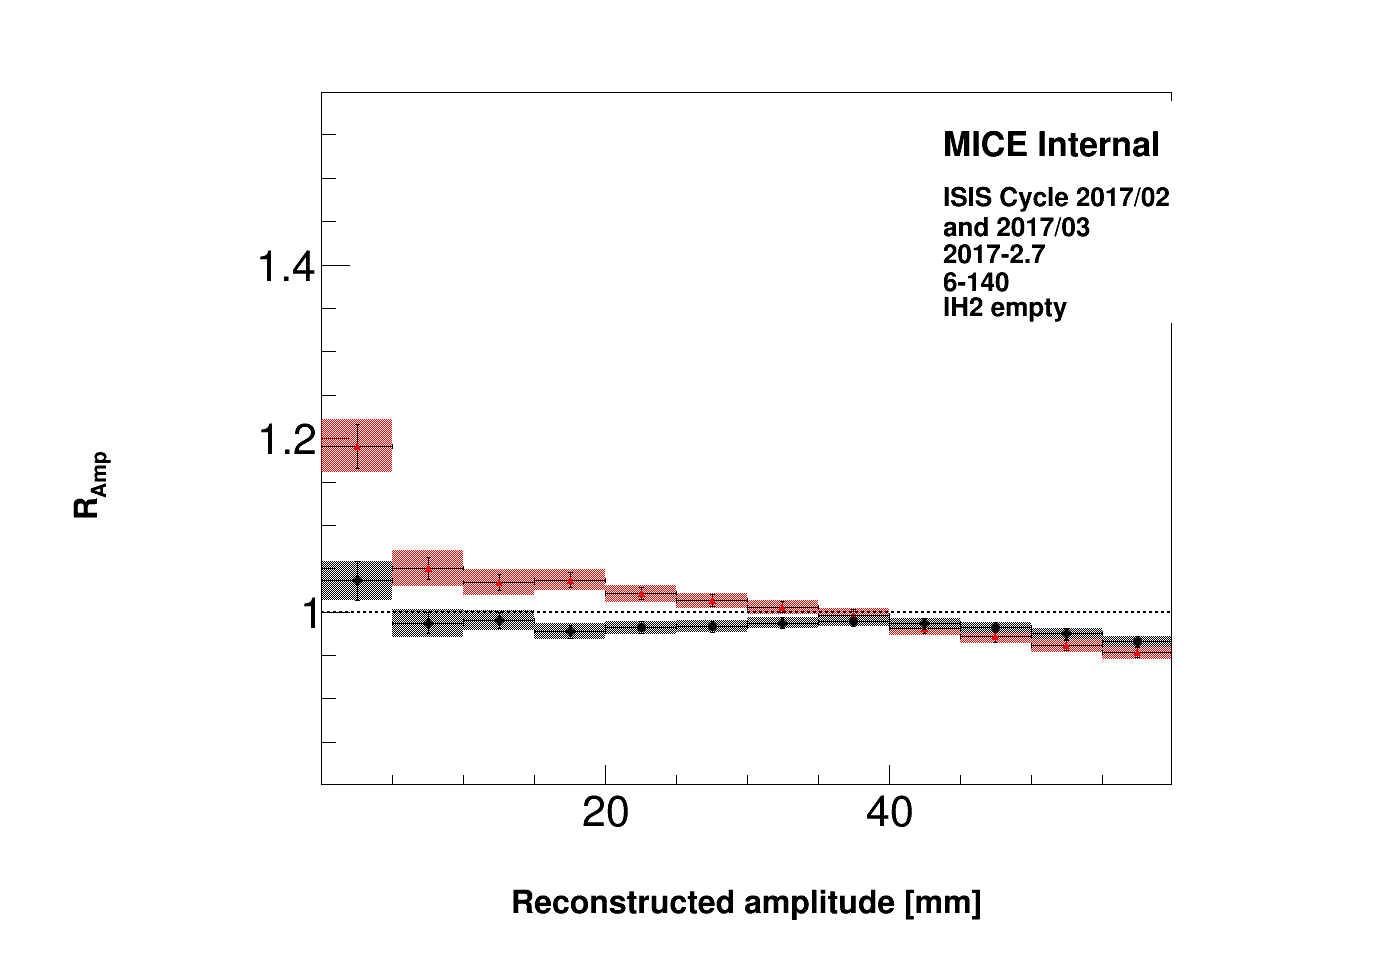 MICE Internal
ISIS Cycle 2017/02
and 2017/03
2017-2.7
6-140
lH2 empty
1.4
1.2
1
R_Amp
20
40
Reconstructed amplitude [mm]